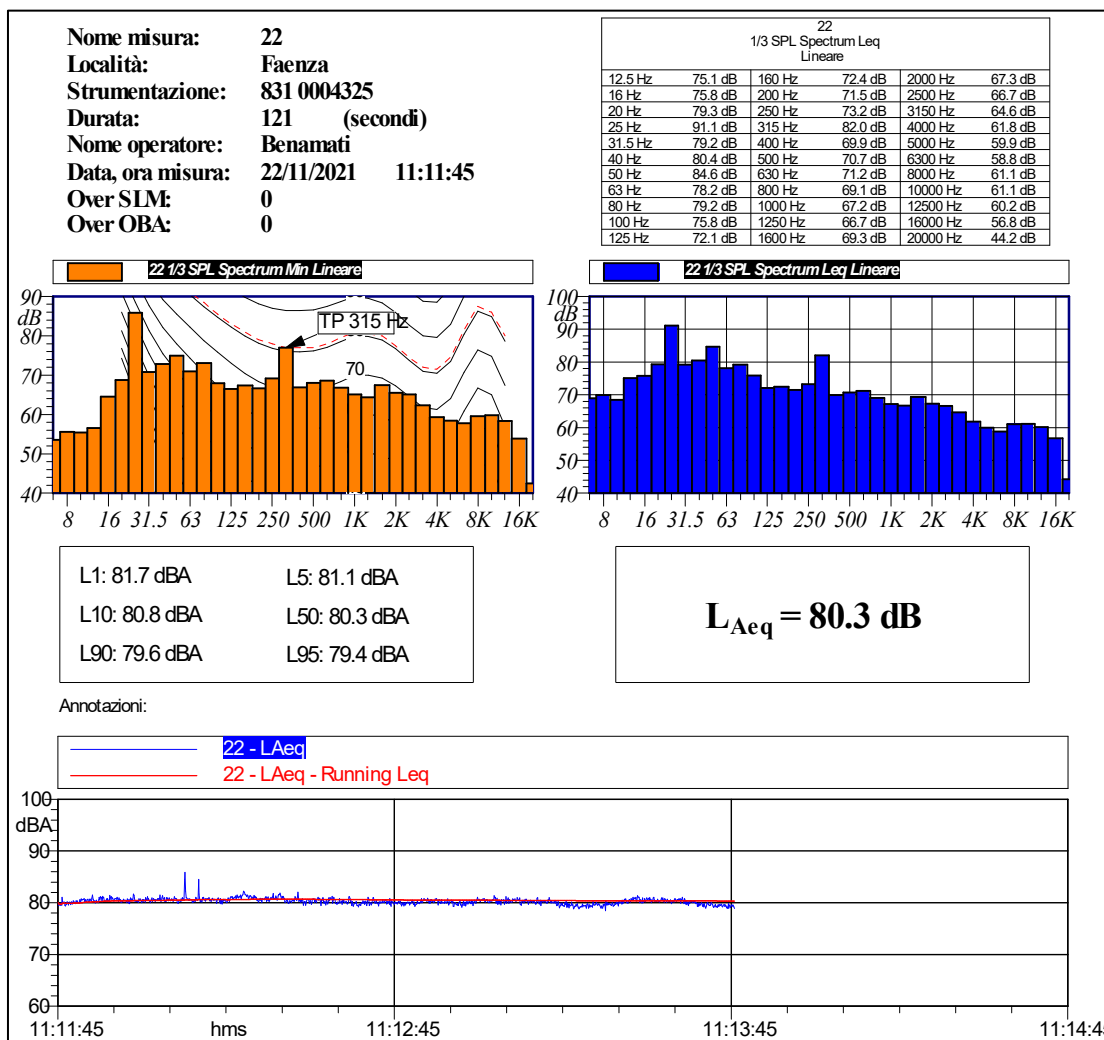 Nome misura: 22
Località: Faenza
Strumentazione: 831 0004325
Durata: 121 (secondi)
Nome operatore: Benamati
Data, ora misura: 22/11/2021 11:11:45
Over SLM: 0
Over OBA: 0
22
1/3 SPL Spectrum Leq
Lineare
12.5 Hz 75.1 dB 160 Hz 72.4 dB 2000 Hz 67.3 dB
16 Hz 75.8 dB 200 Hz 71.5 dB 2500 Hz 66.7 dB
20 Hz 79.3 dB 250 Hz 73.2 dB 3150 Hz 64.6 dB
25 Hz 91.1 dB 315 Hz 82.0 dB 4000 Hz 61.8 dB
31.5 Hz 79.2 dB 400 Hz 69.9 dB 5000 Hz 59.9 dB
40 Hz 80.4 dB 500 Hz 70.7 dB 6300 Hz 58.8 dB
50 Hz 84.6 dB 630 Hz 71.2 dB 8000 Hz 61.1 dB
63 Hz 78.2 dB 800 Hz 69.1 dB 10000 Hz 61.1 dB
80 Hz 79.2 dB 1000 Hz 67.2 dB 12500 Hz 60.2 dB
100 Hz 75.8 dB 1250 Hz 66.7 dB 16000 Hz 56.8 dB
125 Hz 72.1 dB 1600 Hz 69.3 dB 20000 Hz 44.2 dB
22 1/3 SPL Spectrum Min Lineare
90
dB
80
70
60
50
40
TP 315 Hz
70
8 16 31.5 63 125 250 500 1K 2K 4K 8K 16K
22 1/3 SPL Spectrum Leq Lineare
100
dB
90
80
70
60
50
40
8 16 31.5 63 125 250 500 1K 2K 4K 8K 16K
L1: 81.7 dBA L5: 81.1 dBA
L10: 80.8 dBA L50: 80.3 dBA
L90: 79.6 dBA L95: 79.4 dBA
LAeq = 80.3 dB
Annotazioni:
22 - LAeq
22 - LAeq - Running Leq
100
dBA
90
80
70
60
11:11:45 hms 11:12:45 11:13:45 11:14:45